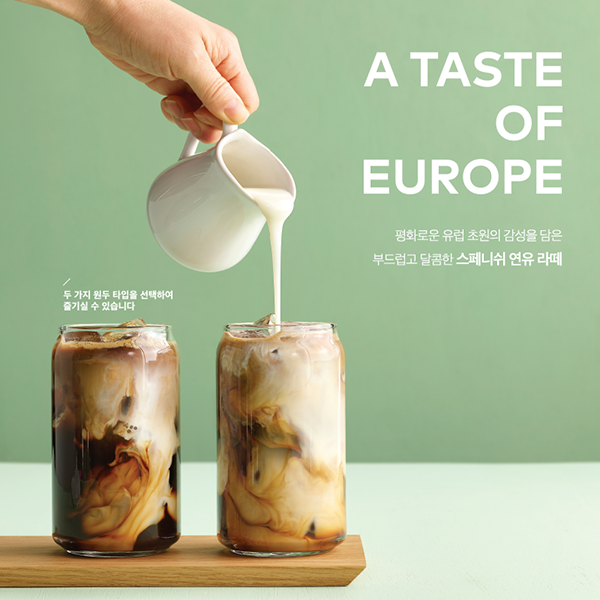 A TASTE
OF
EUROPE
평화로운 유럽 초원의 감성을 담은
부드럽고 달콤한 스페니쉬 연유 라떼
두 가지 원두 타입을 선택하여
즐기실 수 있습니다